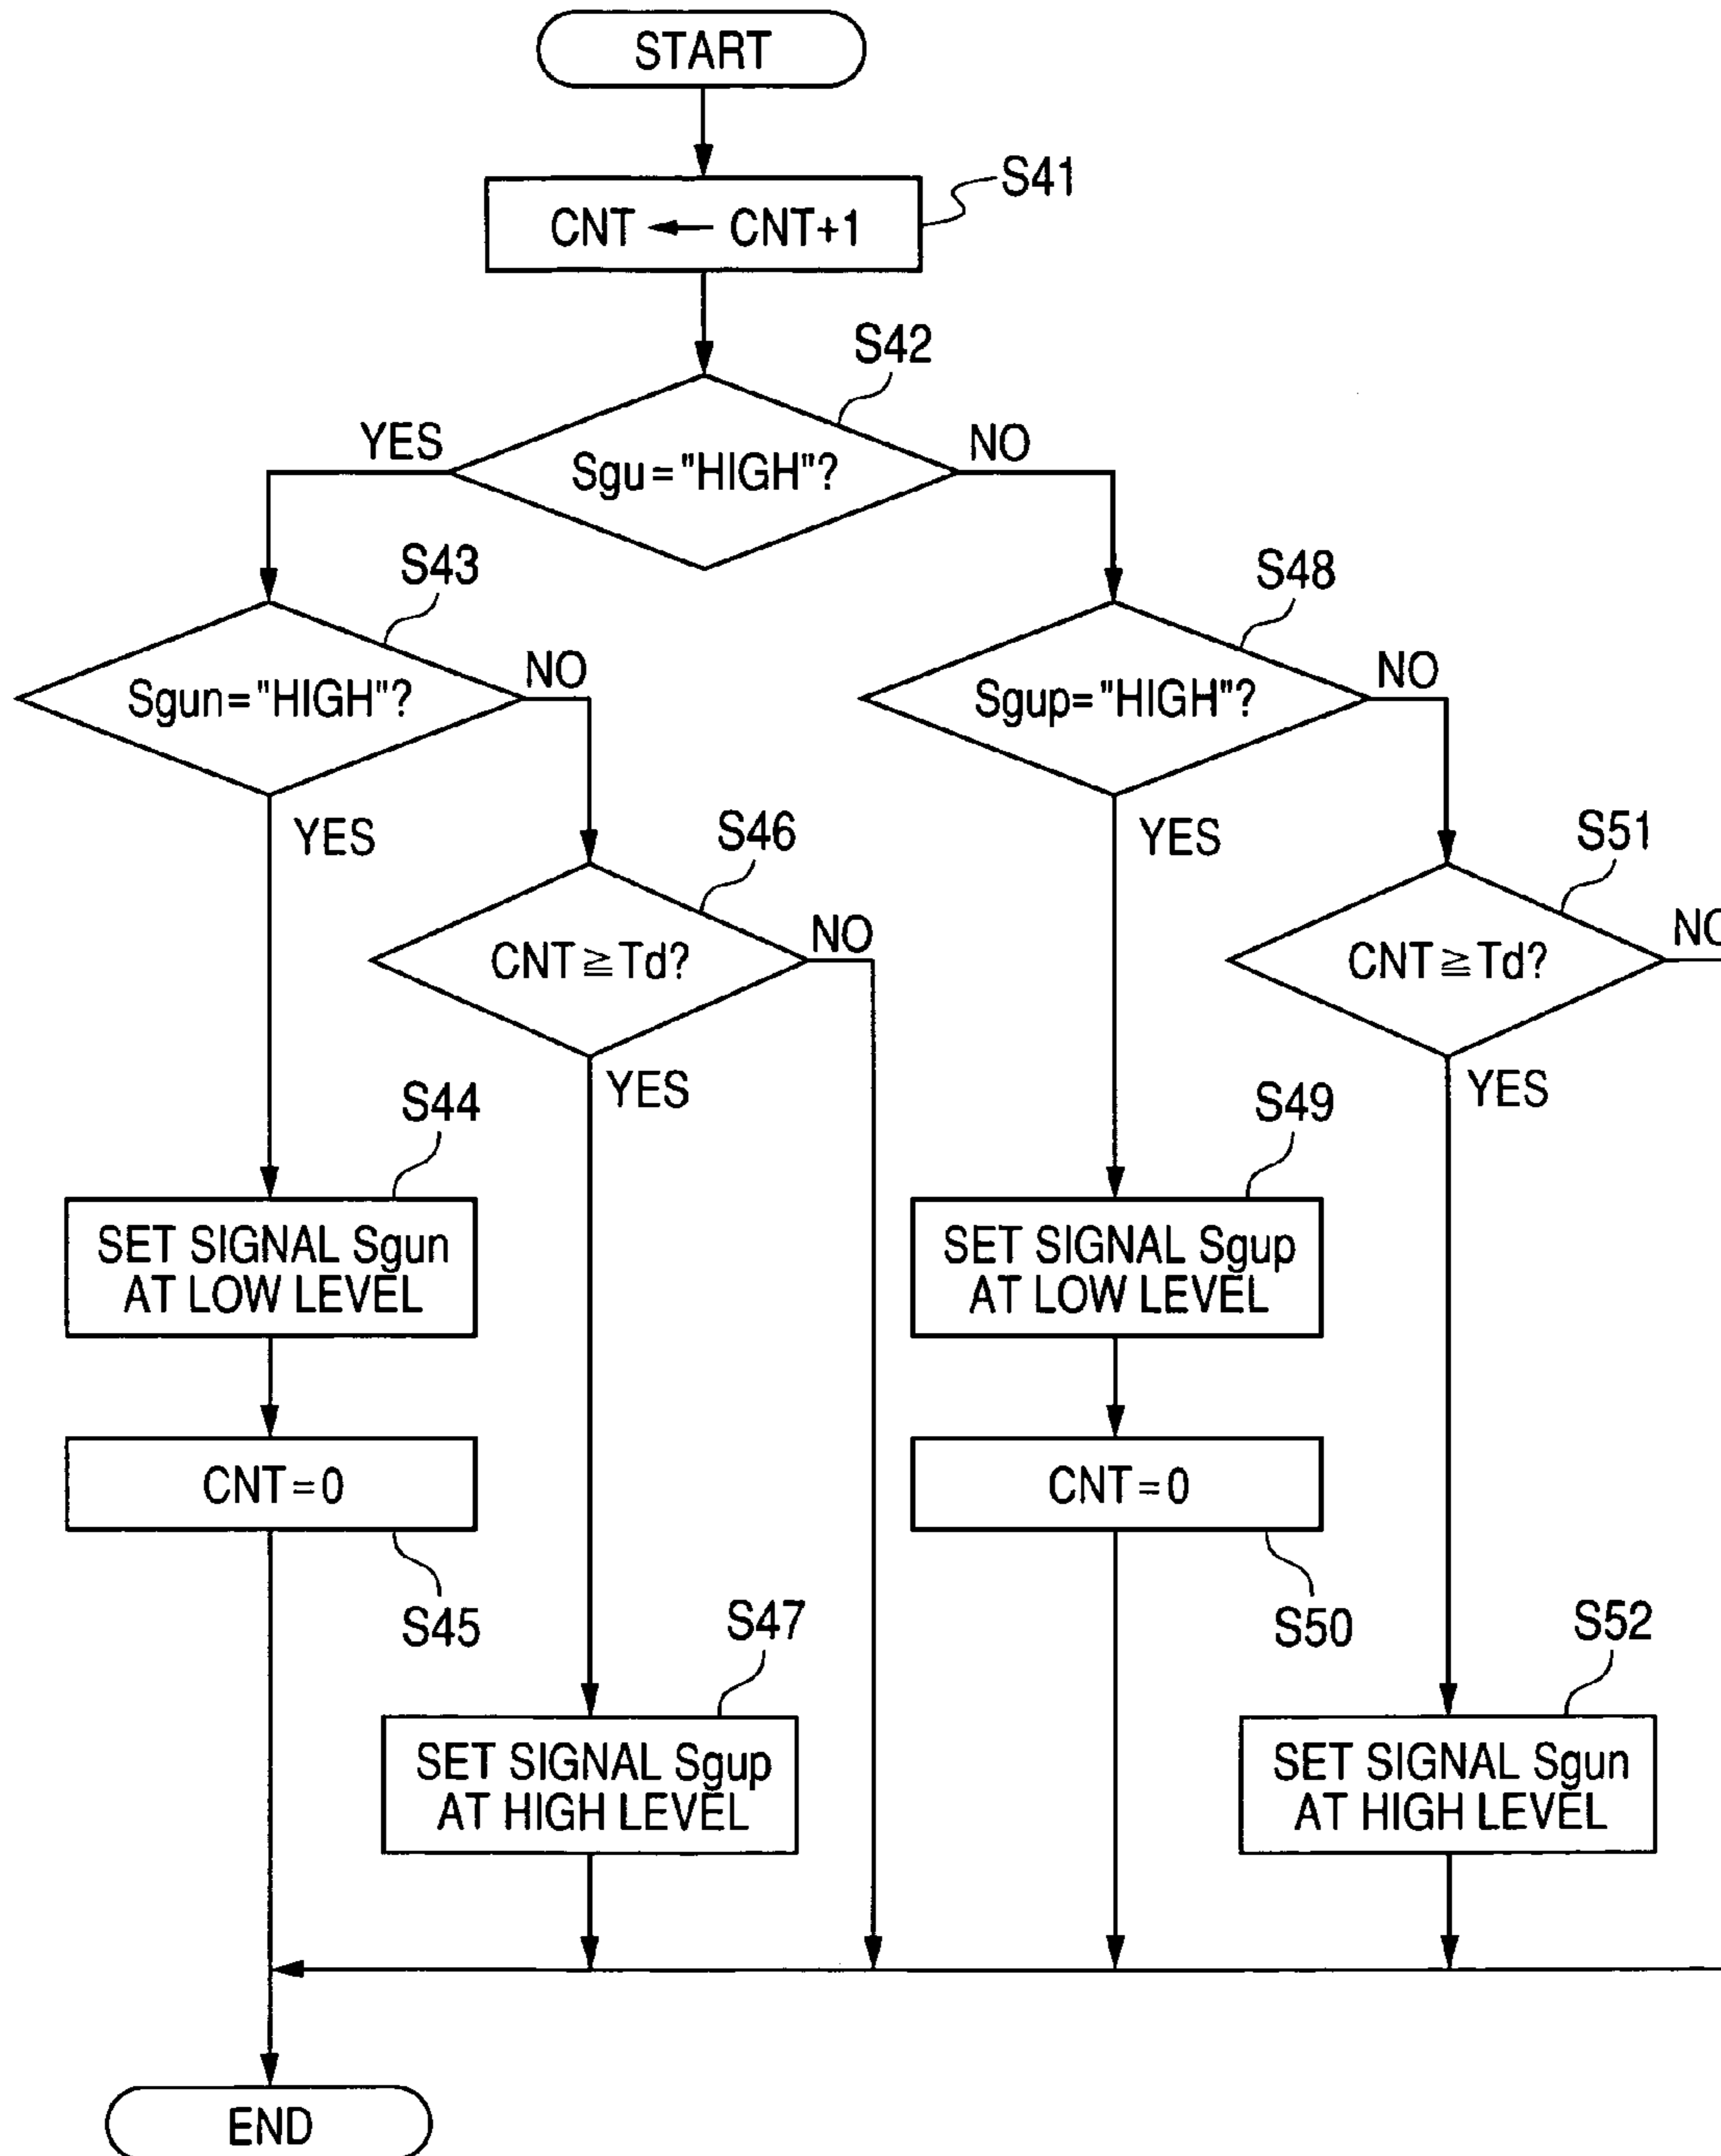 START
S41
CNT ← CNT+1
S42
YES
NO
Sgu="HIGH"?
S43
S48
NO
NO
Sgun="HIGH"?
Sgup="HIGH"?
YES
S46
YES
S51
NO
NO
CNT≧Td?
CNT≧Td?
S44
YES
S49
YES
SET SIGNAL Sgun
AT LOW LEVEL
SET SIGNAL Sgup
AT LOW LEVEL
CNT=0
CNT=0
S45
S47
S50
S52
SET SIGNAL Sgup
AT HIGH LEVEL
SET SIGNAL Sgun
AT HIGH LEVEL
END